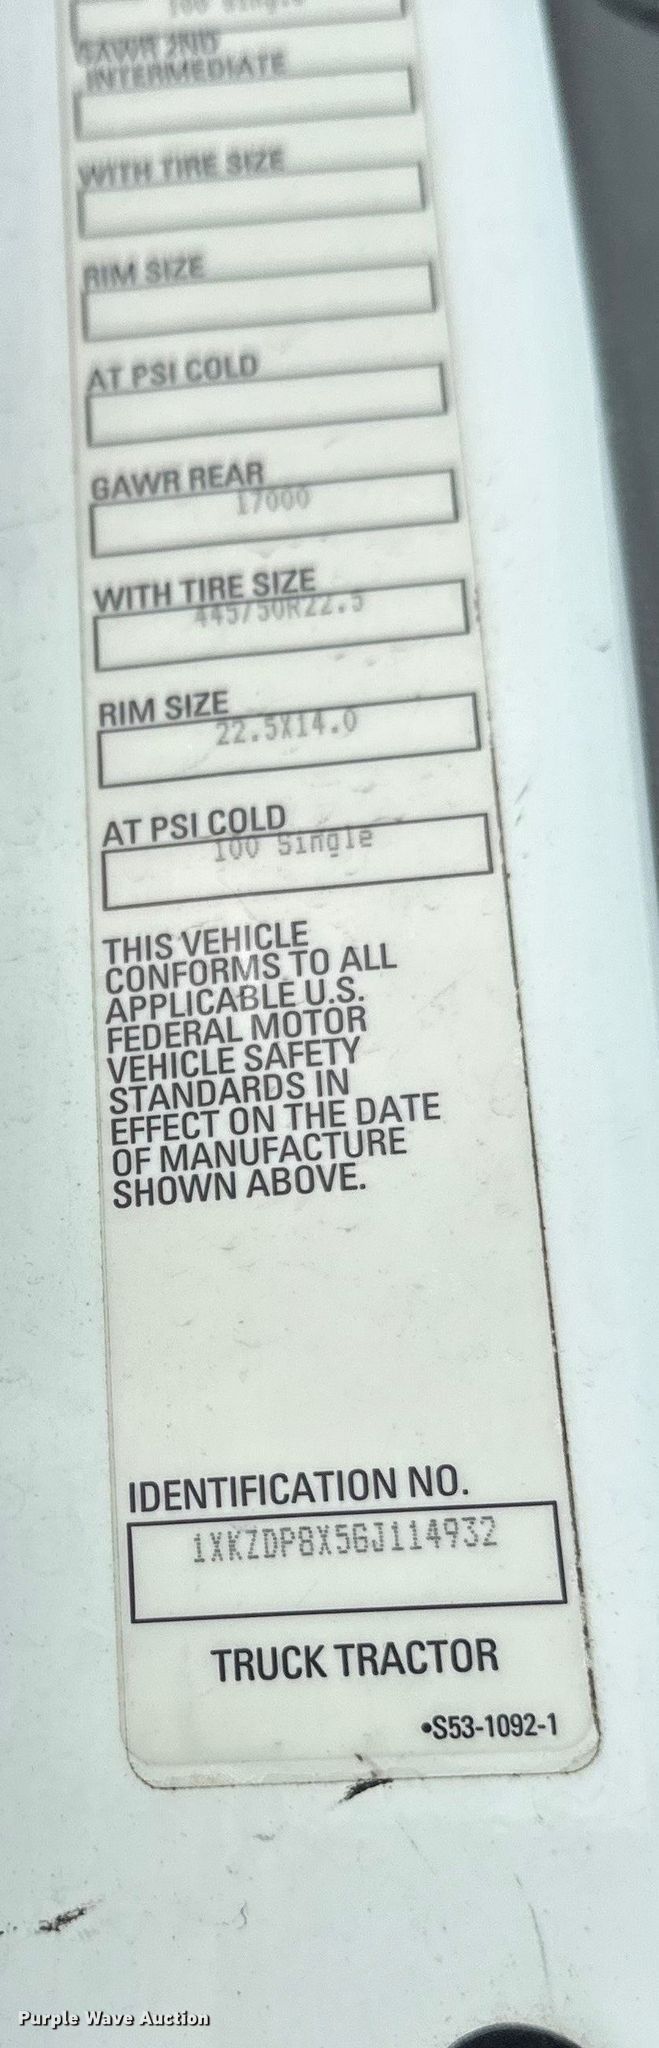 100 Single
GAWR 2ND
INTERMEDIATE
WITH TIRE SIZE
RIM SIZE
AT PSI COLD
GAWR REAR
17000
WITH TIRE SIZE
445/50R22.5
RIM SIZE
22.5X14.0
AT PSI COLD
100 Single
THIS VEHICLE
CONFORMS TO ALL
APPLICABLE U.S.
FEDERAL MOTOR
VEHICLE SAFETY
STANDARDS IN
EFFECT ON THE DATE
OF MANUFACTURE
SHOWN ABOVE.
IDENTIFICATION NO.
1XKZDP8X5GJ114932
TRUCK TRACTOR
•S53-1092-1
Purple Wave Auction